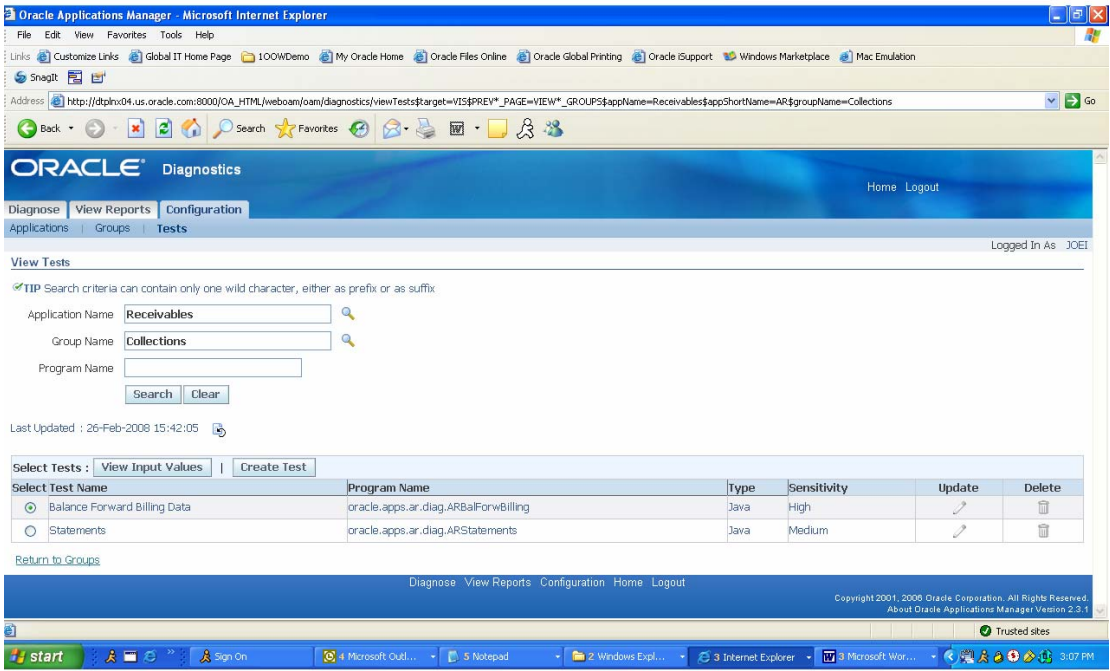 Oracle Applications Manager - Microsoft Internet Explorer
File Edit View Favorites Tools Help
Links Customize Links Global IT Home Page 1OOWDemo My Oracle Home Oracle Files Online Oracle Global Printing Oracle iSupport Windows Marketplace Mac Emulation
SnagIt
Address http://dtplnx04.us.oracle.com:8000/OA_HTML/weboam/oam/diagnostics/viewTests$target=VIS$PREV*_PAGE=VIEW*_GROUPS$appName=Receivables$appShortName=AR$groupName=Collections Go
Back Search Favorites
ORACLE® Diagnostics
Home Logout
Diagnose View Reports Configuration
Applications | Groups | Tests
Logged In As JOEI
View Tests
TIP Search criteria can contain only one wild character, either as prefix or as suffix
Application Name Receivables
Group Name Collections
Program Name
Search Clear
Last Updated : 26-Feb-2008 15:42:05
Select Tests : View Input Values | Create Test
Select Test Name Program Name Type Sensitivity Update Delete
Balance Forward Billing Data oracle.apps.ar.diag.ARBalForwBilling Java High
Statements oracle.apps.ar.diag.ARStatements Java Medium
Return to Groups
Diagnose View Reports Configuration Home Logout
Copyright 2001, 2006 Oracle Corporation. All Rights Reserved.
About Oracle Applications Manager Version 2.3.1
Trusted sites
start Sign On 4 Microsoft Outl... 5 Notepad 2 Windows Expl... 3 Internet Explorer 3 Microsoft Wor... 3:07 PM